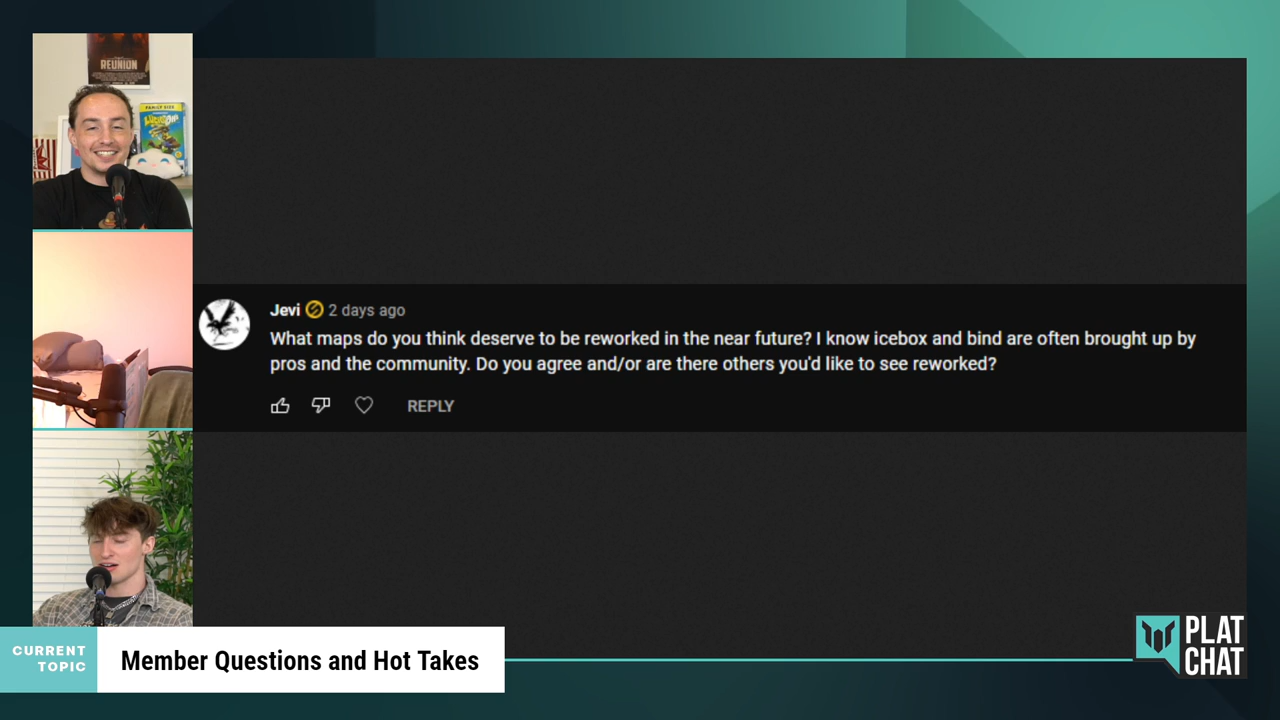 REUNION
FAMILY SIZE
Jevi 2 days ago
What maps do you think deserve to be reworked in the near future? I know icebox and bind are often brought up by
pros and the community. Do you agree and/or are there others you'd like to see reworked?
REPLY
CURRENT
TOPIC
Member Questions and Hot Takes
PLAT
CHAT